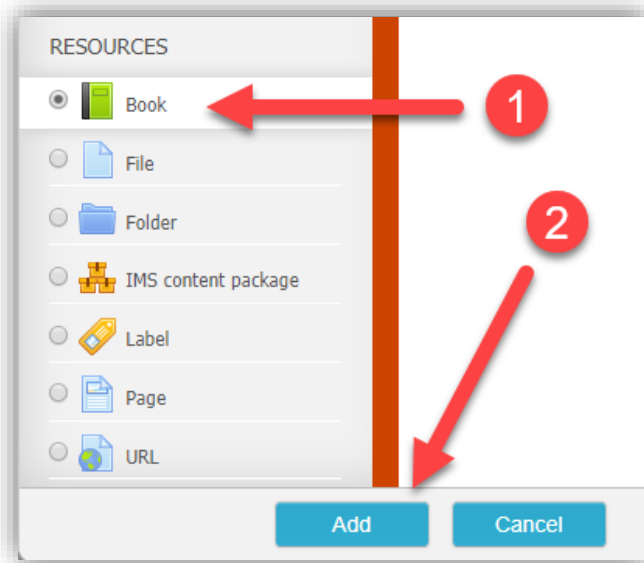 RESOURCES
Book
1
File
Folder
2
IMS content package
Label
Page
URL
Add
Cancel